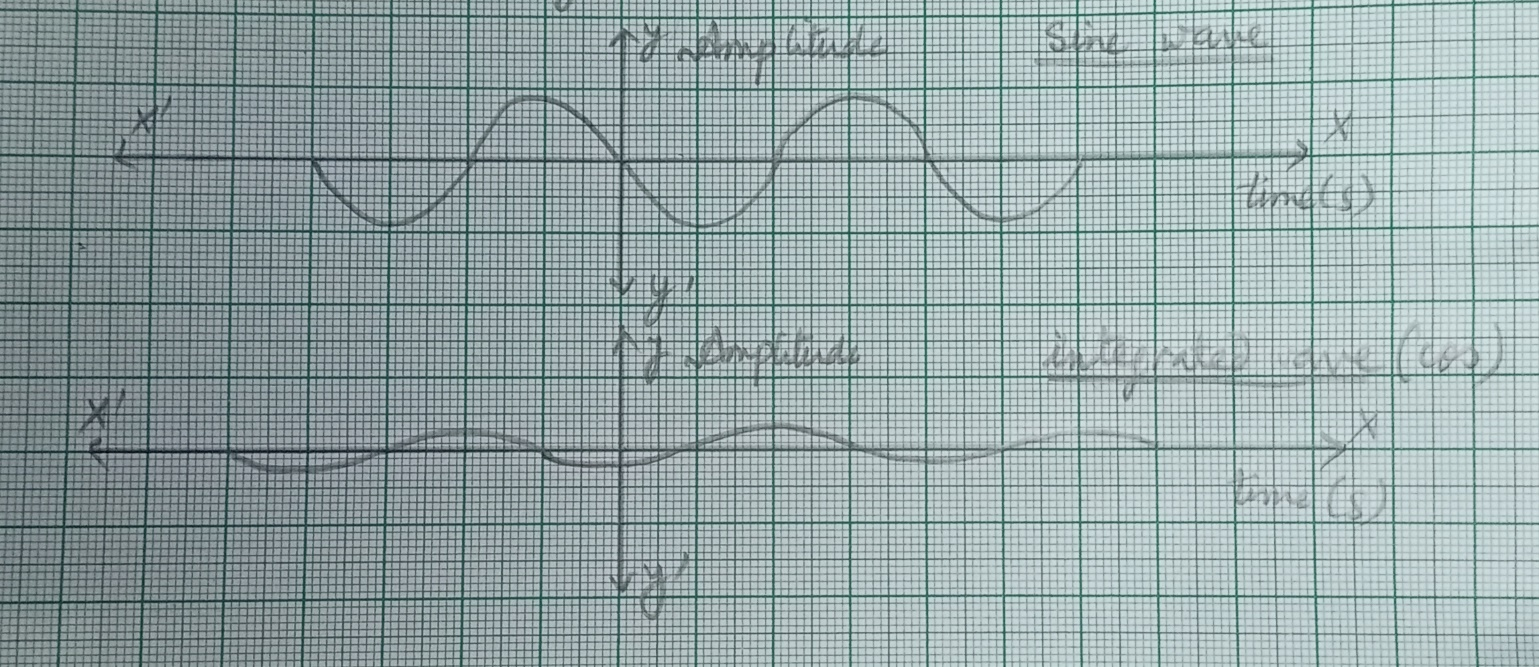 y Amplitude
Sine wave
X'
X
time(s)
y'
y Amplitude
integrated wave (cos)
X'
X
time (s)
y'